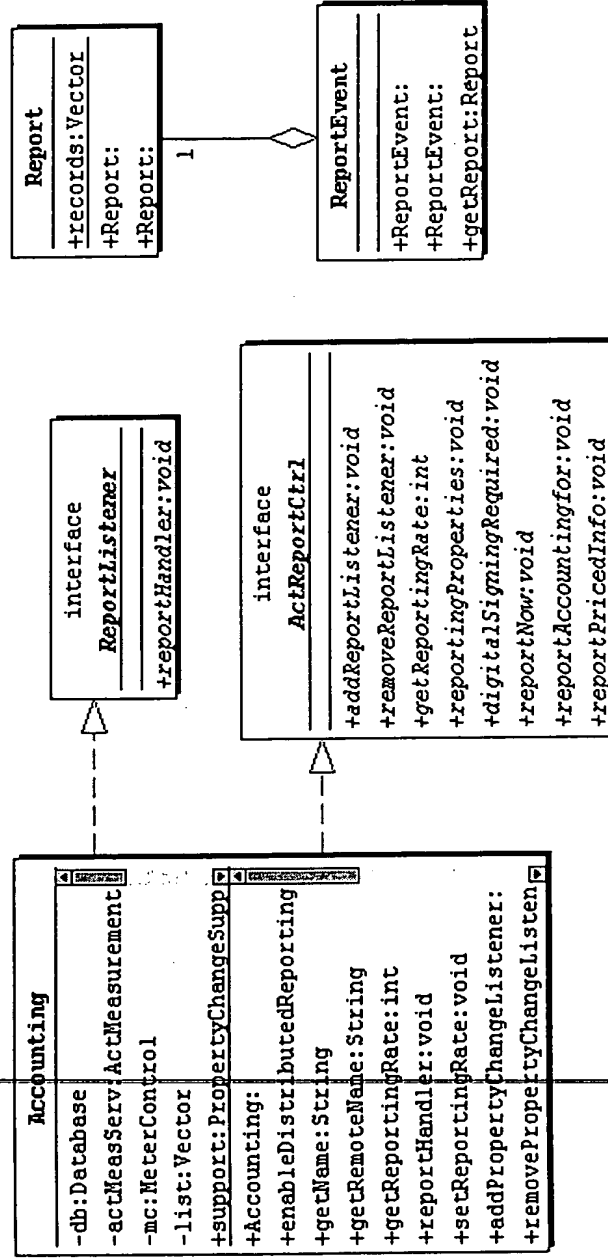 Accounting
-db:Database
-actMeasServ:ActMeasurement
-mc:MeterControl
-list:Vector
+support:PropertyChangeSupp
+Accounting:
+enableDistributedReporting
+getName:String
+getRemoteName:String
+getReportingRate:int
+reportHandler:void
+setReportingRate:void
+addPropertyChangeListener:
+removePropertyChangeListen
interface
ReportListener
+reportHandler:void
interface
ActReportCtrl
+addReportListener:void
+removeReportListener:void
+getReportingRate:int
+reportingProperties:void
+digitalSigningRequired:void
+reportNow:void
+reportAccountingfor:void
+reportPricedInfo:void
Report
+records:Vector
+Report:
+Report:
1
ReportEvent
+ReportEvent:
+ReportEvent:
+getReport:Report